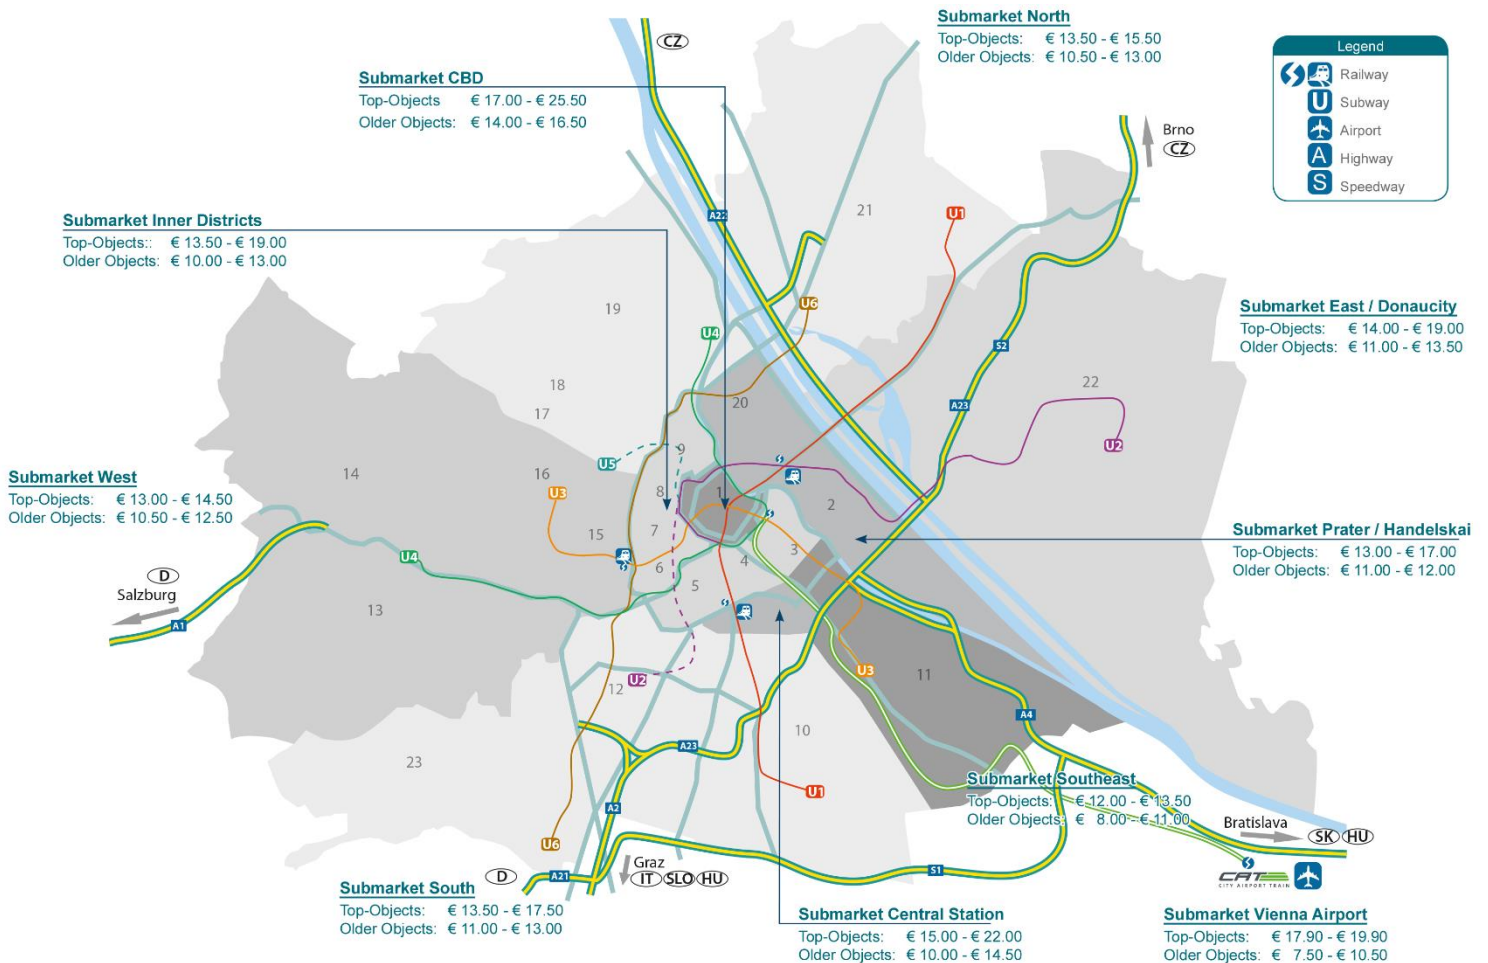 Submarket North
Top-Objects: € 13.50 - € 15.50
Older Objects: € 10.50 - € 13.00
Legend
Railway
U Subway
Airport
A Highway
S Speedway
CZ
Submarket CBD
Top-Objects € 17.00 - € 25.50
Older Objects: € 14.00 - € 16.50
Brno
CZ
Submarket Inner Districts
Top-Objects:: € 13.50 - € 19.00
Older Objects: € 10.00 - € 13.00
A22
21
U1
19
U6
U4
Submarket East / Donaucity
Top-Objects: € 14.00 - € 19.00
Older Objects: € 11.00 - € 13.50
S2
18
17
20
22
A23
U2
9
U5
Submarket West
Top-Objects: € 13.00 - € 14.50
Older Objects: € 10.50 - € 12.50
14
16
U3
8
1
2
15
7
3
Submarket Prater / Handelskai
Top-Objects: € 13.00 - € 17.00
Older Objects: € 11.00 - € 12.00
U4
6
4
5
D
Salzburg
A1
13
U3
11
U2
12
A4
10
A23
23
U1
A2
Submarket Southeast
Top-Objects: € 12.00 - € 13.50
Older Objects: € 8.00 - € 11.00
U6
Bratislava
SK HU
Graz
IT SLO HU
D
A21
S1
CAT
CITY AIRPORT TRAIN
Submarket South
Top-Objects: € 13.50 - € 17.50
Older Objects: € 11.00 - € 13.00
Submarket Central Station
Top-Objects: € 15.00 - € 22.00
Older Objects: € 10.00 - € 14.50
Submarket Vienna Airport
Top-Objects: € 17.90 - € 19.90
Older Objects: € 7.50 - € 10.50